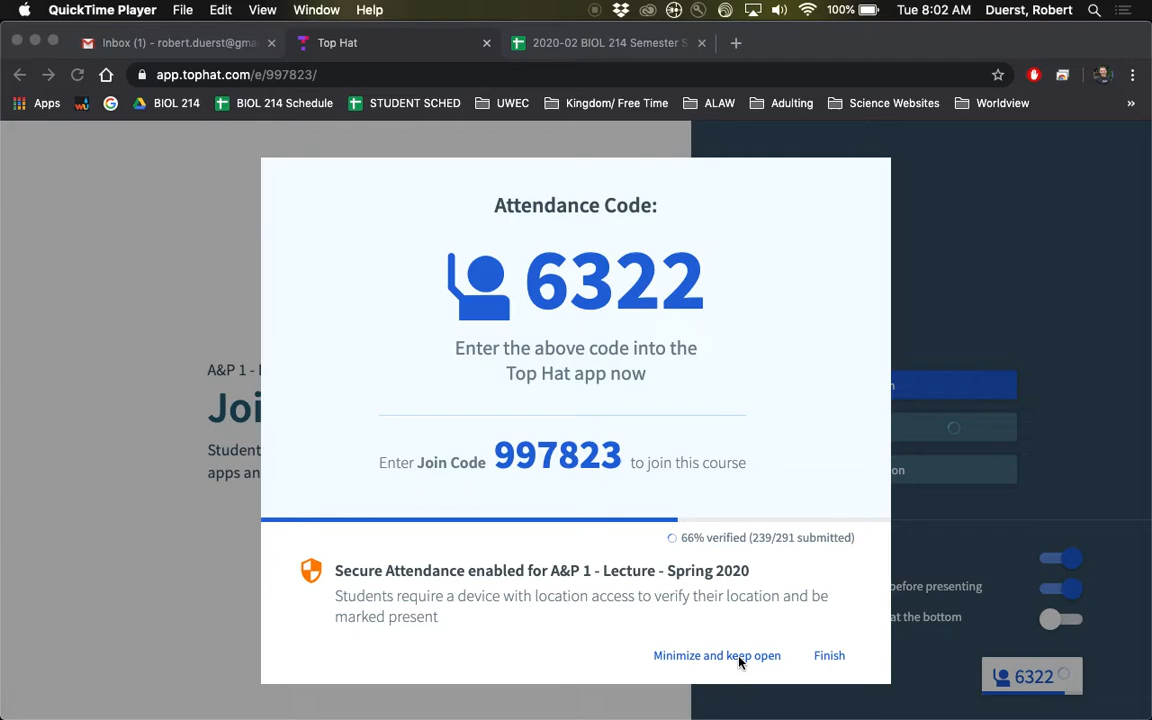 QuickTime Player File Edit View Window Help 100% Tue 8:02 AM Duerst, Robert
Inbox (1) - robert.duerst@gma
Top Hat
2020-02 BIOL 214 Semester S
app.tophat.com/e/997823/
Apps
BIOL 214
BIOL 214 Schedule
STUDENT SCHED
UWEC
Kingdom/ Free Time
ALAW
Adulting
Science Websites
Worldview
»
Attendance Code:
6322
Enter the above code into the
Top Hat app now
A&P 1 -
Joi
Student
apps an
n
on
Enter Join Code 997823 to join this course
66% verified (239/291 submitted)
Secure Attendance enabled for A&P 1 - Lecture - Spring 2020
Students require a device with location access to verify their location and be
marked present
before presenting
at the bottom
Minimize and keep open
Finish
6322